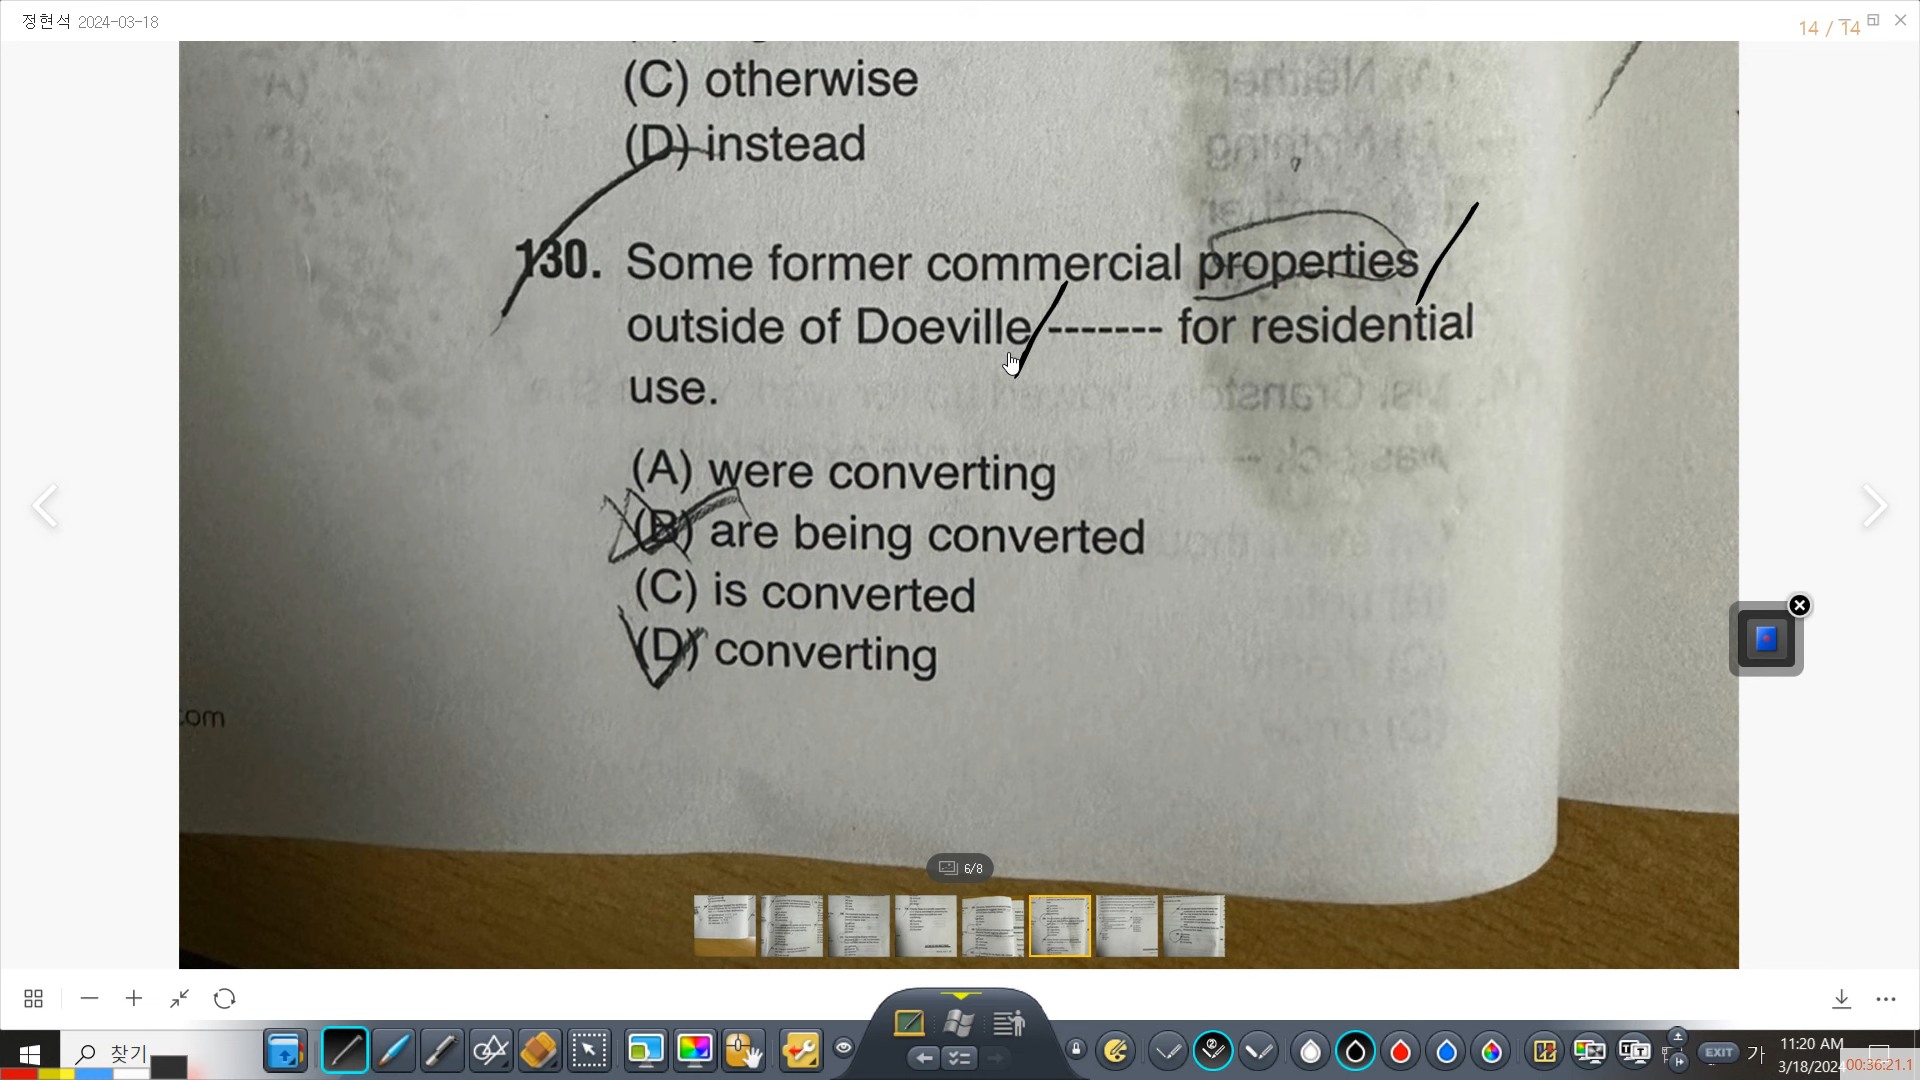 정현석 2024-03-18
14 / 14
(C) otherwise
(D) instead
130. Some former commercial properties
outside of Doeville ------- for residential
use.
(A) were converting
(B) are being converted
(C) is converted
(D) converting
com
6/8
찾기
EXIT
가
11:20 AM
3/18/2024
00:36:21.1